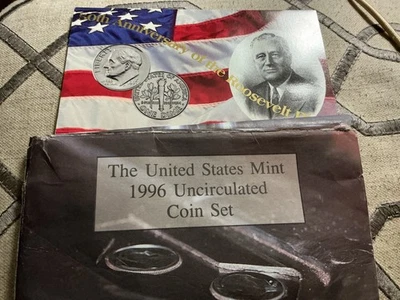 50th Anniversary of the Roosevelt
The United States Mint
1996 Uncirculated
Coin Set